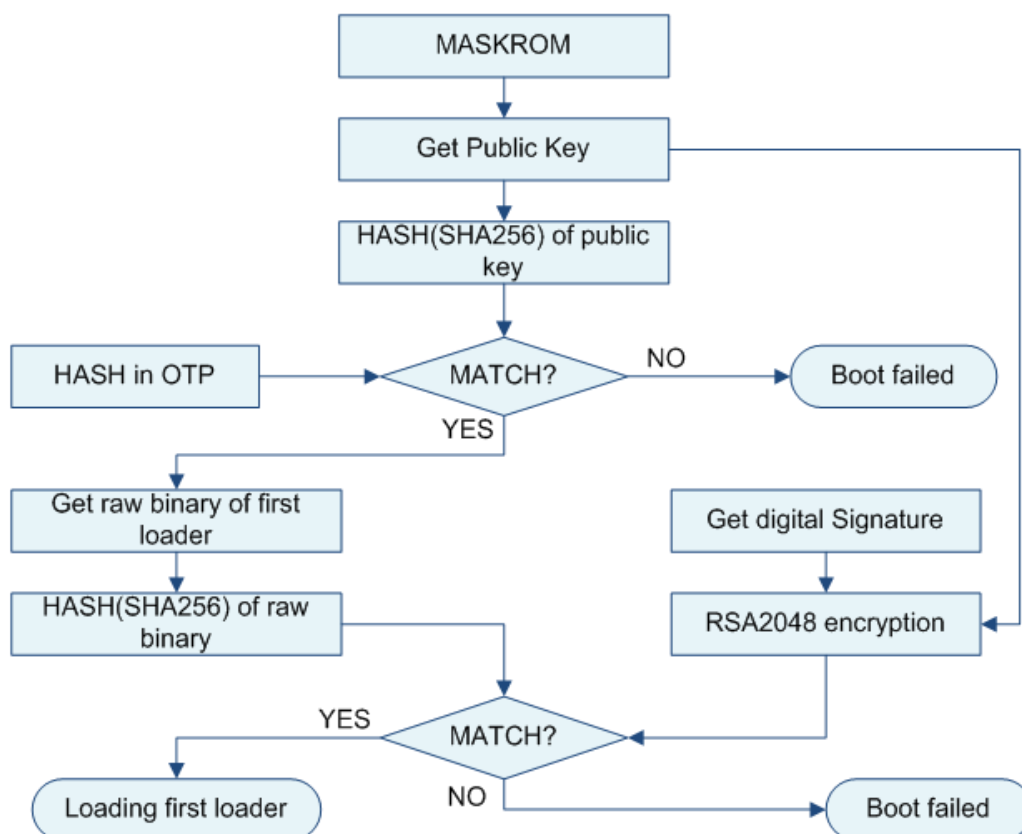 MASKROM
Get Public Key
HASH(SHA256) of public
key
HASH in OTP
MATCH?
NO
Boot failed
YES
Get raw binary of first
loader
Get digital Signature
HASH(SHA256) of raw
binary
RSA2048 encryption
YES
MATCH?
NO
Loading first loader
Boot failed